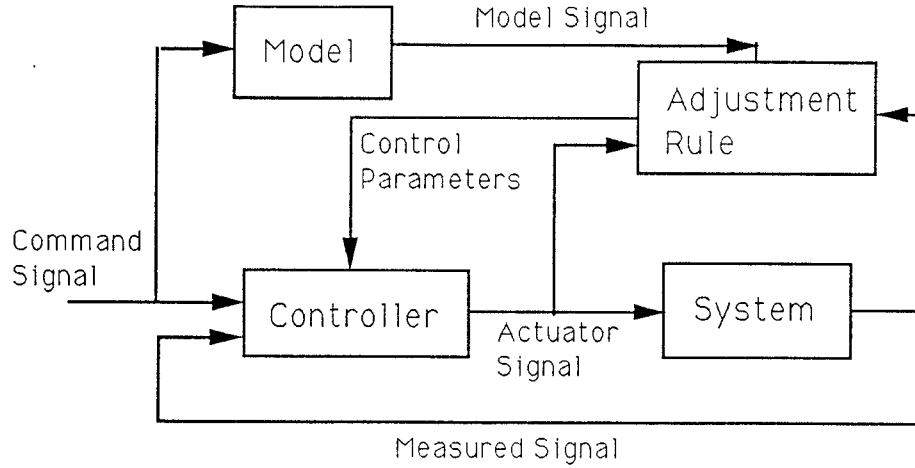 Model Signal
Model
Adjustment
Rule
Control
Parameters
Command
Signal
Controller
System
Actuator
Signal
Measured Signal